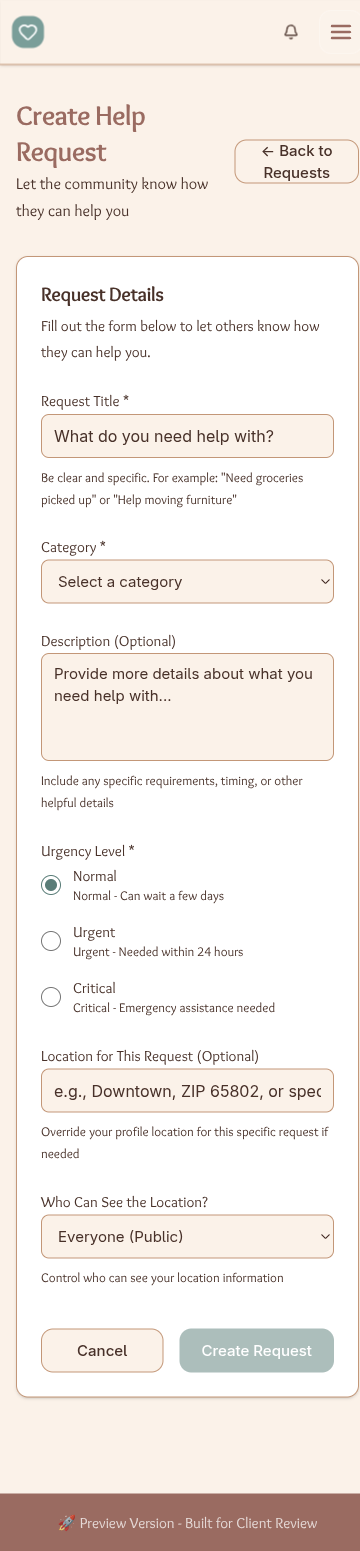 Create Help
Request
Let the community know how
they can help you
← Back to
Requests
Request Details
Fill out the form below to let others know how
they can help you.
Request Title *
What do you need help with?
Be clear and specific. For example: "Need groceries
picked up" or "Help moving furniture"
Category *
Select a category
Description (Optional)
Provide more details about what you
need help with...
Include any specific requirements, timing, or other
helpful details
Urgency Level *
Normal
Normal - Can wait a few days
Urgent
Urgent - Needed within 24 hours
Critical
Critical - Emergency assistance needed
Location for This Request (Optional)
e.g., Downtown, ZIP 65802, or spec
Override your profile location for this specific request if
needed
Who Can See the Location?
Everyone (Public)
Control who can see your location information
Cancel
Create Request
🚀 Preview Version - Built for Client Review